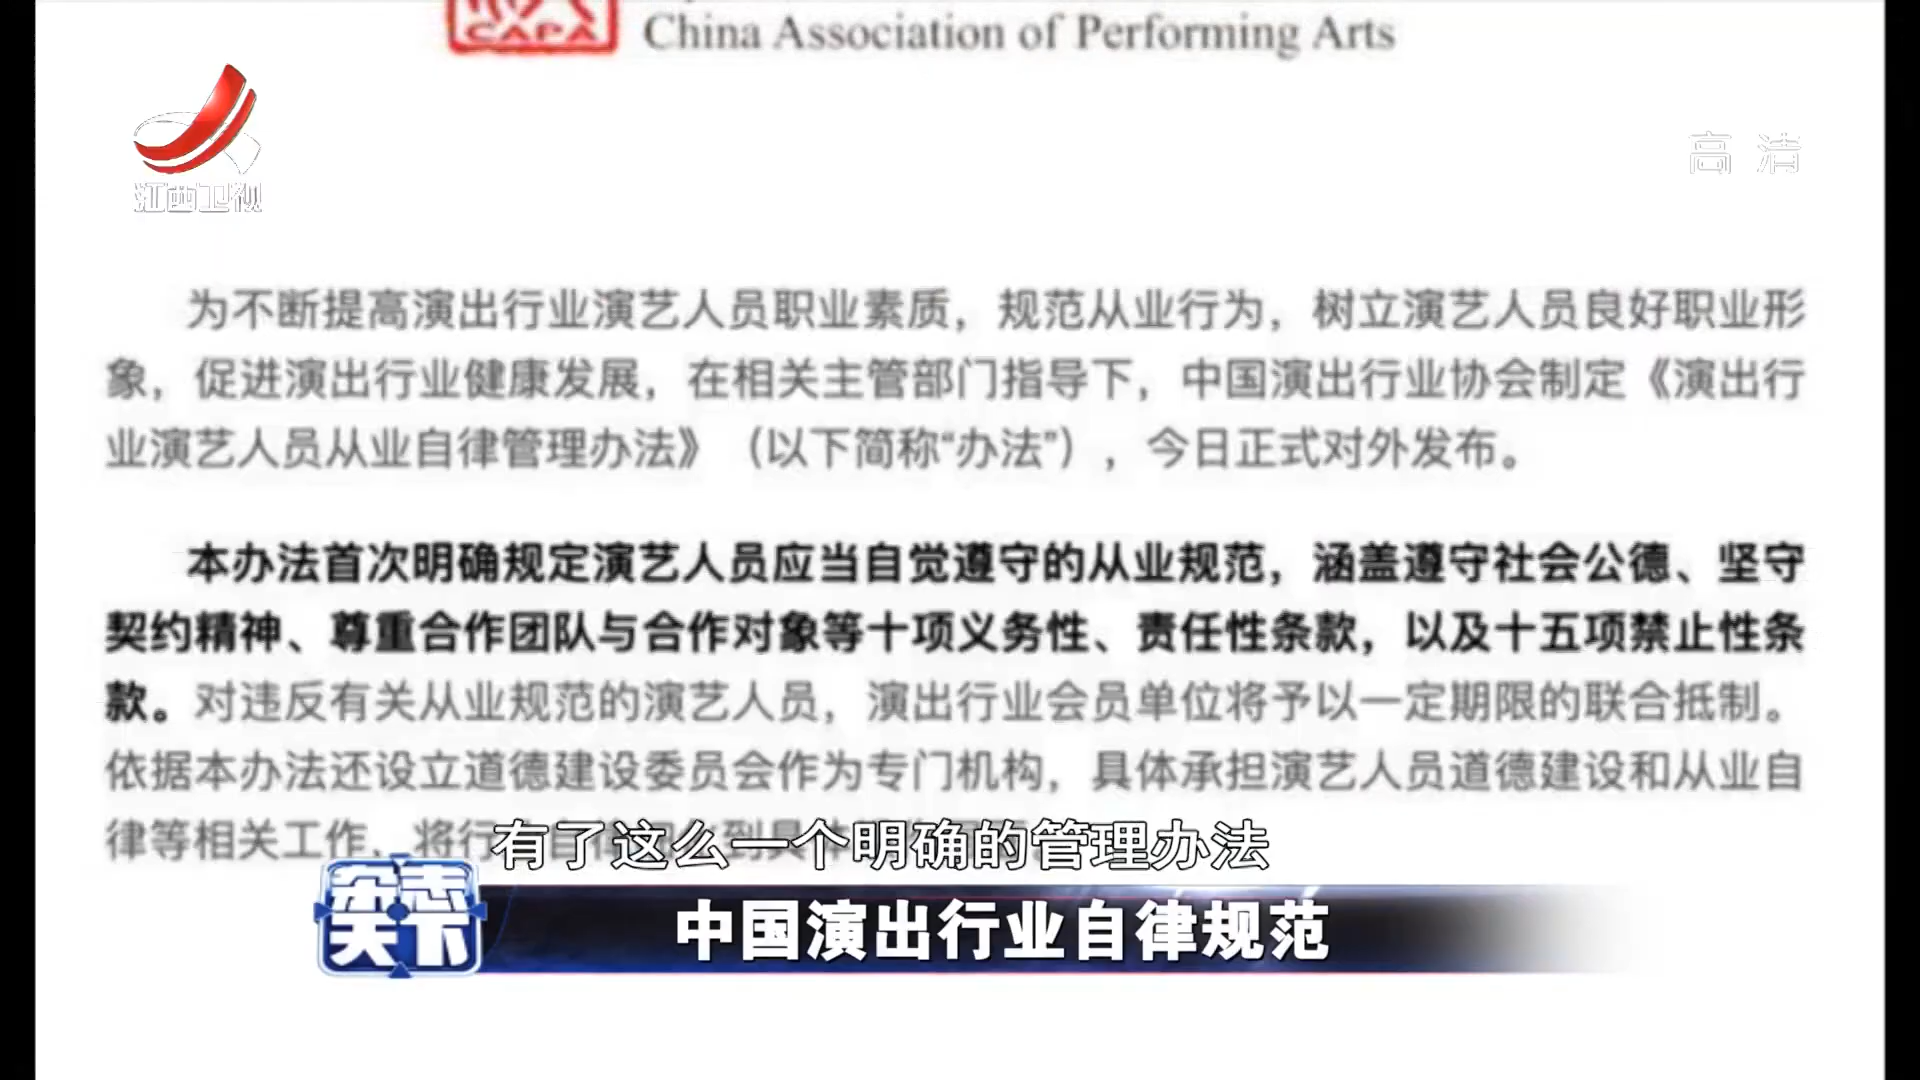 CAPA
China Association of Performing Arts
江西卫视
高清
为不断提高演出行业演艺人员职业素质，规范从业行为，树立演艺人员良好职业形
象，促进演出行业健康发展，在相关主管部门指导下，中国演出行业协会制定《演出行
业演艺人员从业自律管理办法》（以下简称“办法”），今日正式对外发布。
本办法首次明确规定演艺人员应当自觉遵守的从业规范，涵盖遵守社会公德、坚守
契约精神、尊重合作团队与合作对象等十项义务性、责任性条款，以及十五项禁止性条
款。对违反有关从业规范的演艺人员，演出行业会员单位将予以一定期限的联合抵制。
依据本办法还设立道德建设委员会作为专门机构，具体承担演艺人员道德建设和从业自
律等相关工作，将行
有了这么一个明确的管理办法
杂志天下
中国演出行业自律规范